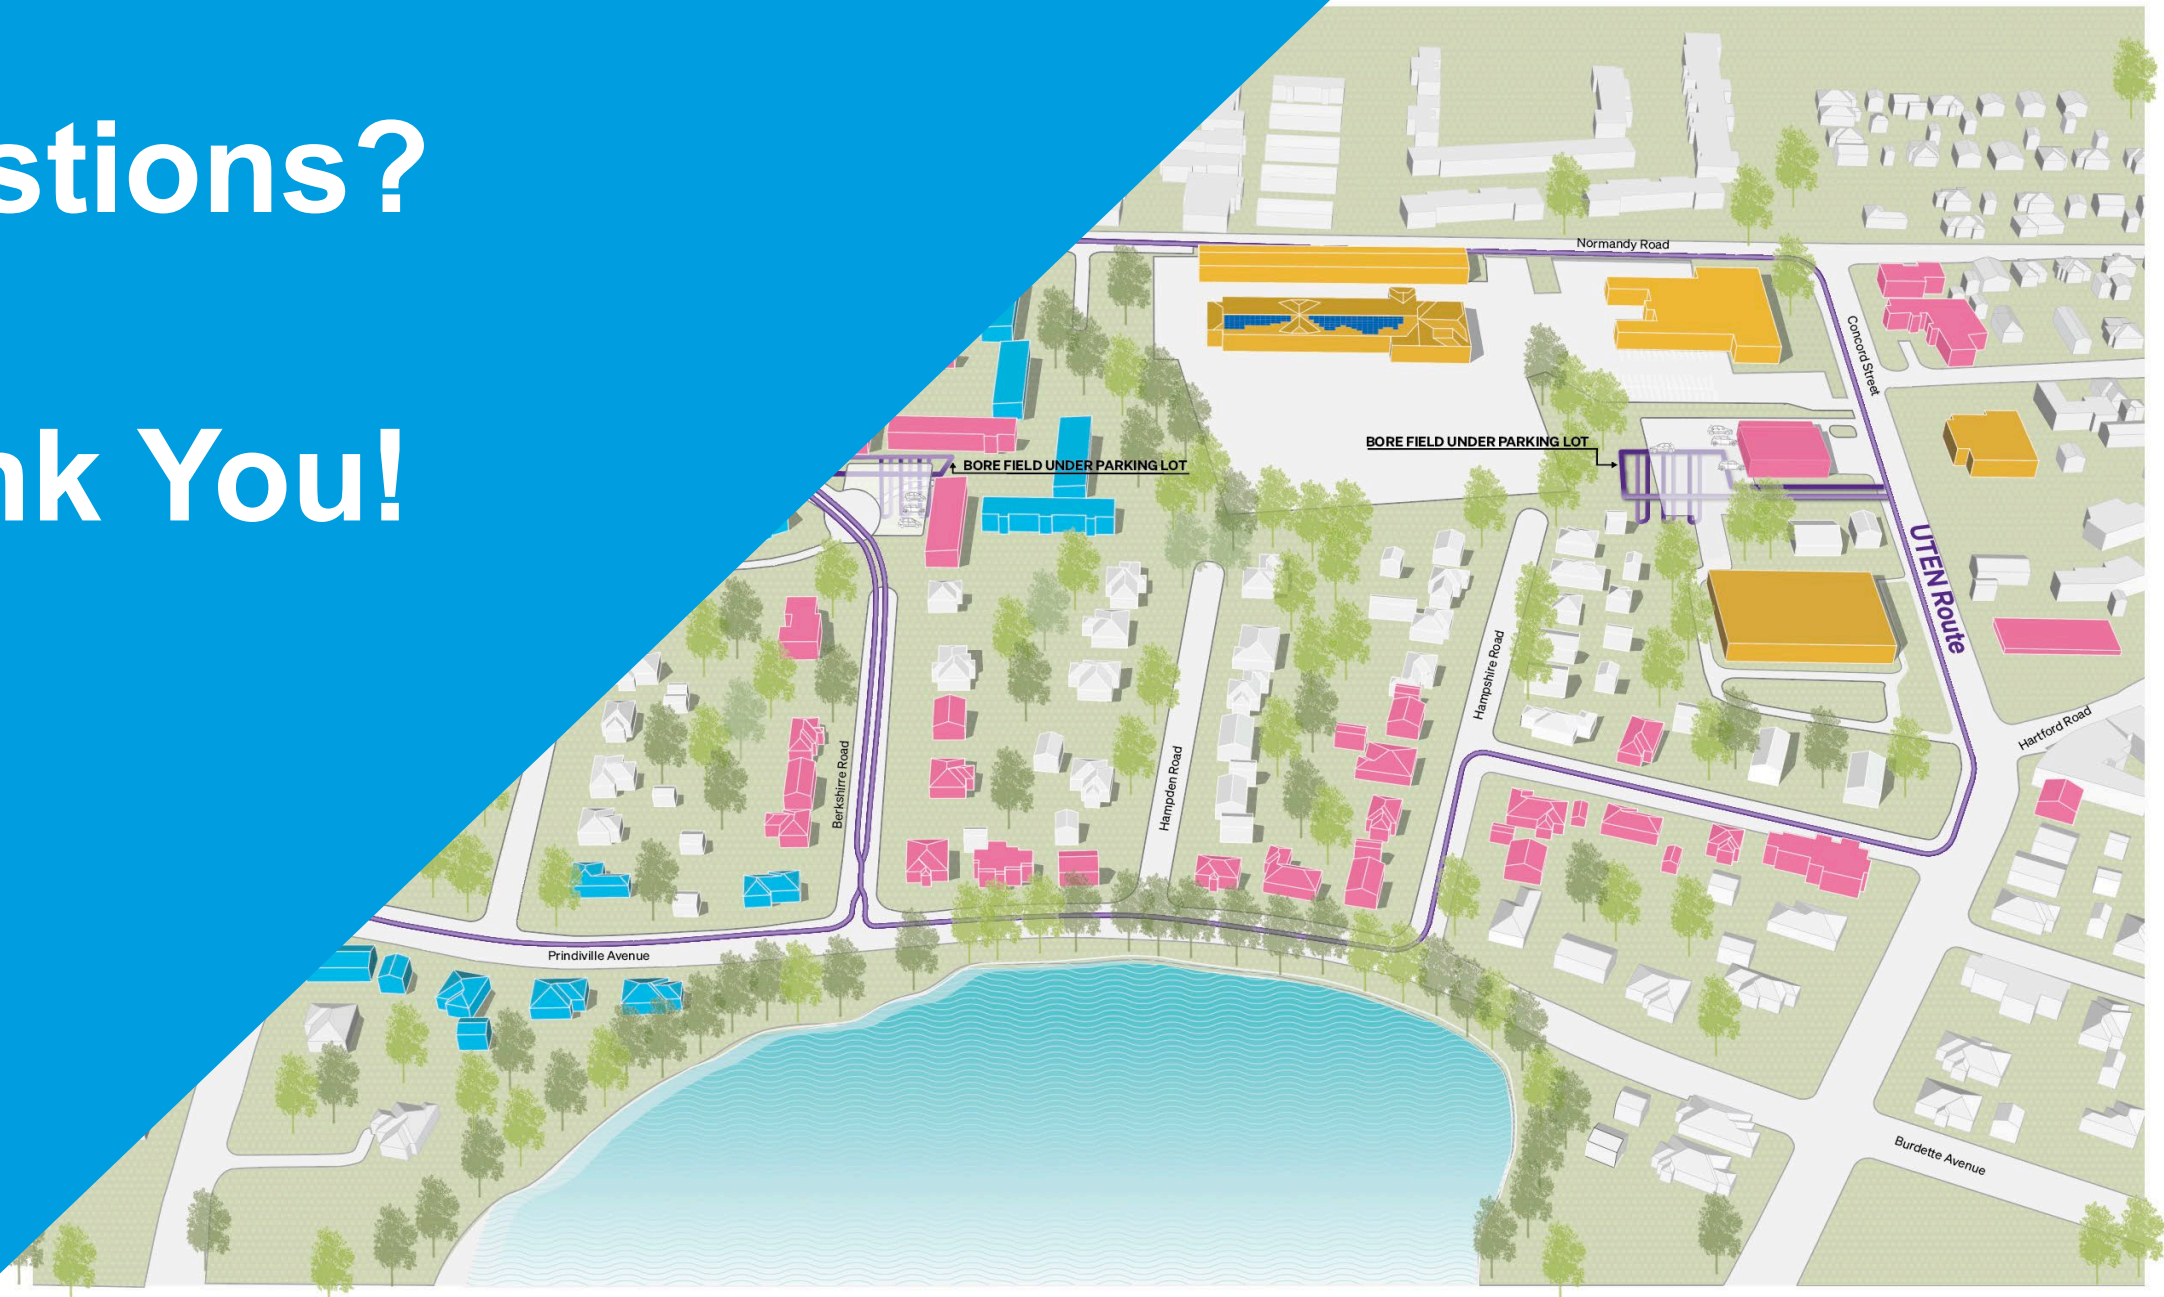 stions?
nk You!
Normandy Road
Concord Street
BORE FIELD UNDER PARKING LOT
BORE FIELD UNDER PARKING LOT
UTEN Route
Hampshire Road
Hartford Road
Berkshirre Road
Hampden Road
Prindiville Avenue
Burdette Avenue